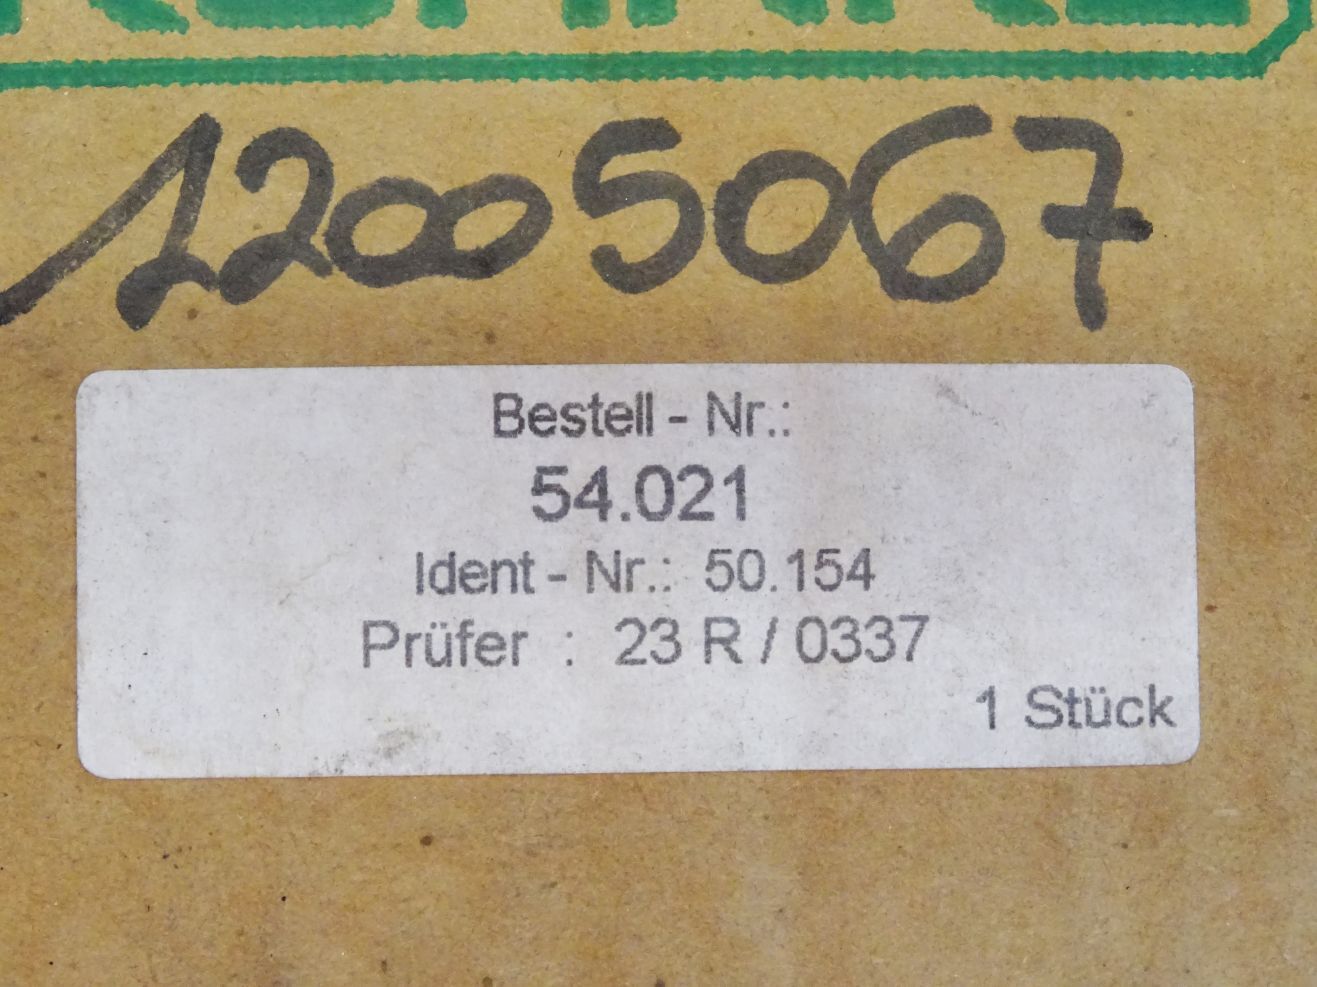 12005067
Bestell - Nr.:
54.021
Ident - Nr.: 50.154
Prüfer : 23 R / 0337
1 Stück